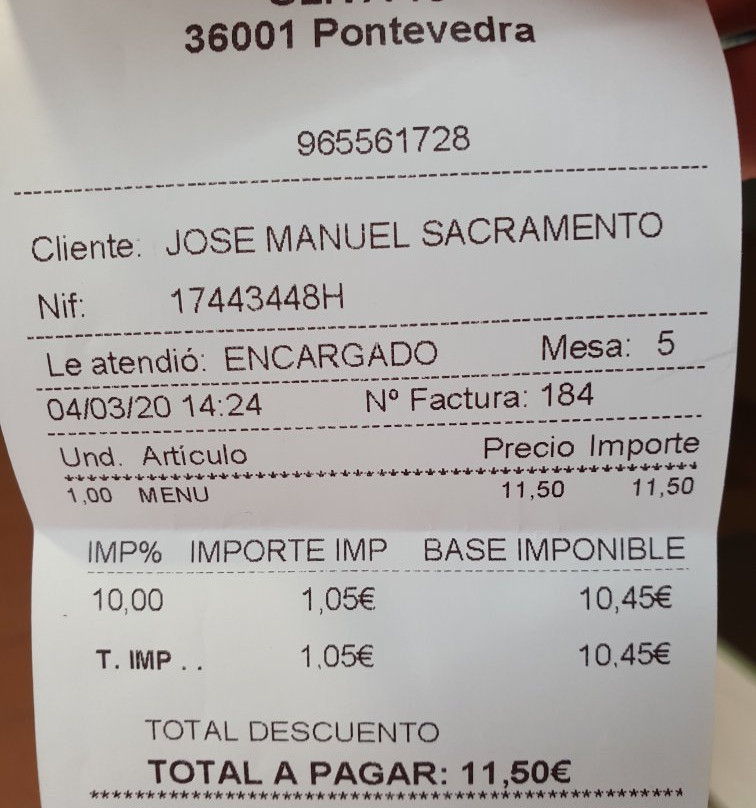 36001 Pontevedra
965561728
Cliente: JOSE MANUEL SACRAMENTO
Nif: 17443448H
Le atendió: ENCARGADO Mesa: 5
04/03/20 14:24 Nº Factura: 184
Und. Artículo Precio Importe
1,00 MENU 11,50 11,50
IMP% IMPORTE IMP BASE IMPONIBLE
10,00 1,05€ 10,45€
T. IMP . . 1,05€ 10,45€
TOTAL DESCUENTO
TOTAL A PAGAR: 11,50€